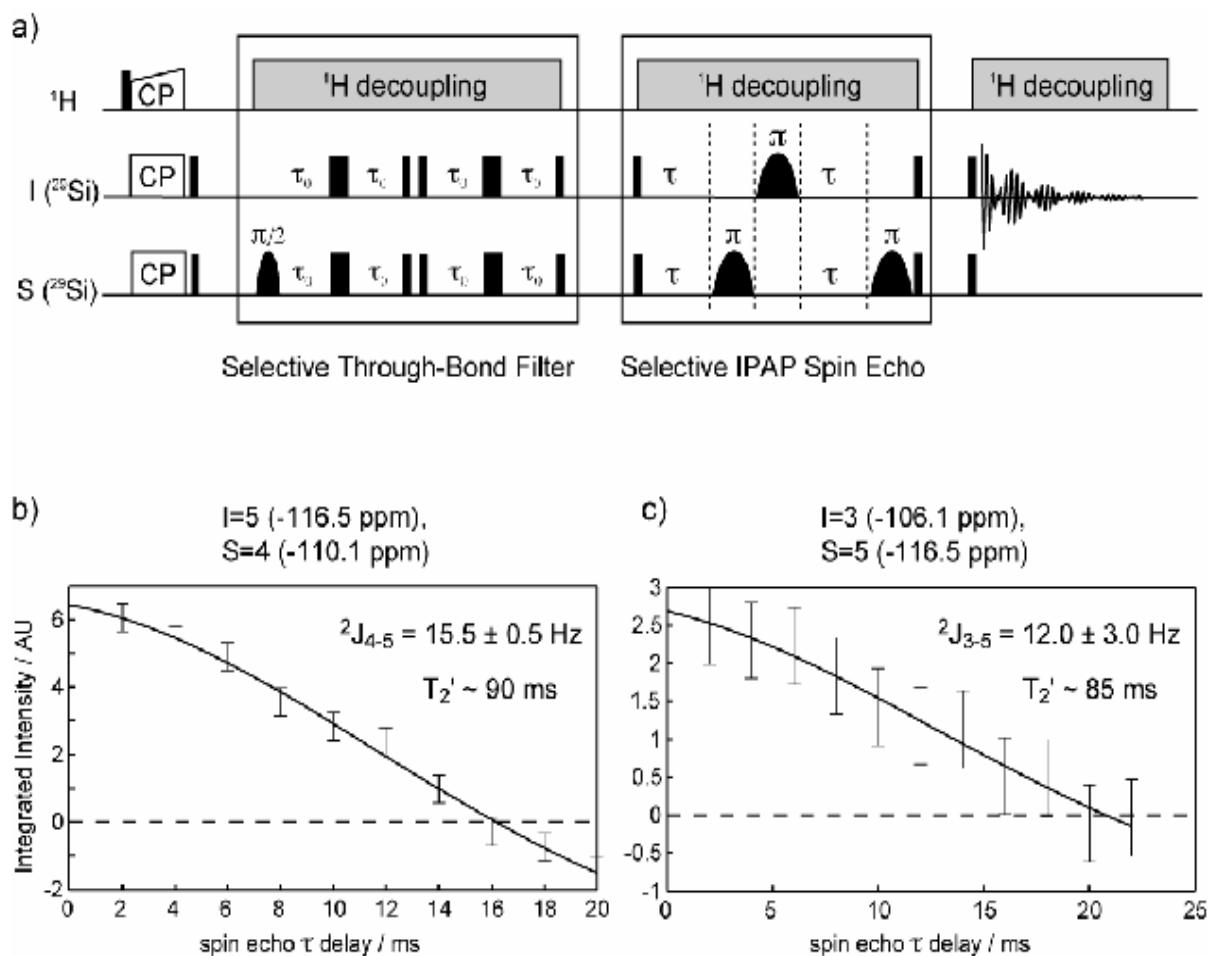 a)
¹H CP ¹H decoupling ¹H decoupling ¹H decoupling
π
I (²⁹Si) CP τ₀ τ₀ τ₀ τ₀ τ τ
π/2 π π
S (²⁹Si) CP τ₀ τ₀ τ₀ τ₀ τ τ
Selective Through-Bond Filter Selective IPAP Spin Echo
b)
I=5 (-116.5 ppm),
S=4 (-110.1 ppm)
Integrated Intensity / AU
6
4
2
0
-2
²J₄₋₅ = 15.5 ± 0.5 Hz
T₂' ~ 90 ms
0 2 4 6 8 10 12 14 16 18 20
spin echo τ delay / ms
c)
I=3 (-106.1 ppm),
S=5 (-116.5 ppm)
3
2.5
2
1.5
1
0.5
0
-0.5
-1
²J₃₋₅ = 12.0 ± 3.0 Hz
T₂' ~ 85 ms
0 5 10 15 20 25
spin echo τ delay / ms